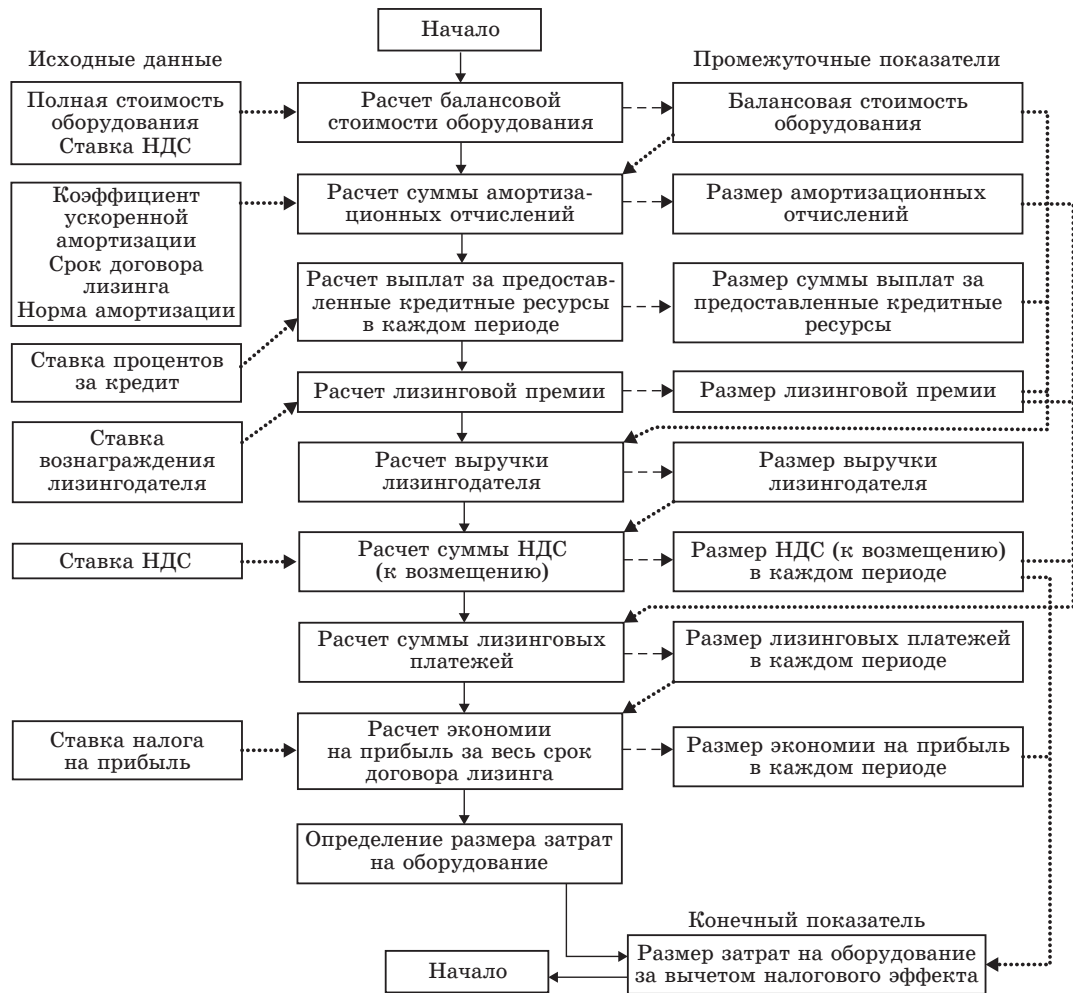 Начало
Исходные данные
Промежуточные показатели
Полная стоимость
оборудования
Ставка НДС
Расчет балансовой
стоимости оборудования
Балансовая стоимость
оборудования
Коэффициент
ускоренной
амортизации
Срок договора
лизинга
Норма амортизации
Расчет суммы амортиза-
ционных отчислений
Размер амортизационных
отчислений
Расчет выплат за предостав-
ленные кредитные ресурсы
в каждом периоде
Размер суммы выплат за
предоставленные кредитные
ресурсы
Ставка процентов
за кредит
Расчет лизинговой премии
Размер лизинговой премии
Ставка
вознаграждения
лизингодателя
Расчет выручки
лизингодателя
Размер выручки
лизингодателя
Ставка НДС
Расчет суммы НДС
(к возмещению)
Размер НДС (к возмещению)
в каждом периоде
Расчет суммы лизинговых
платежей
Размер лизинговых платежей
в каждом периоде
Ставка налога
на прибыль
Расчет экономии
на прибыль за весь срок
договора лизинга
Размер экономии на прибыль
в каждом периоде
Определение размера затрат
на оборудование
Конечный показатель
Начало
Размер затрат на оборудование
за вычетом налогового эффекта